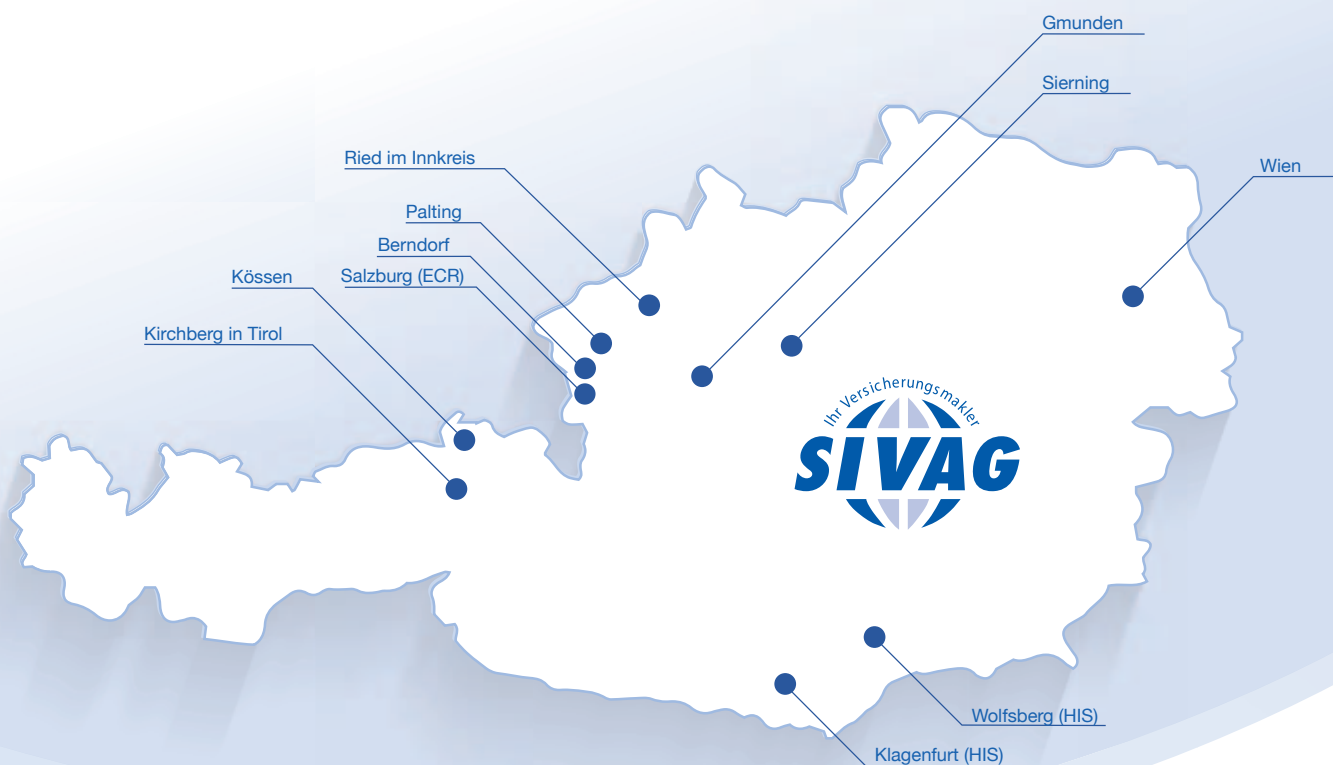 Gmunden
Sierning
Ried im Innkreis
Wien
Palting
Berndorf
Kössen
Salzburg (ECR)
Kirchberg in Tirol
Ihr Versicherungsmakler
SIVAG
Wolfsberg (HIS)
Klagenfurt (HIS)